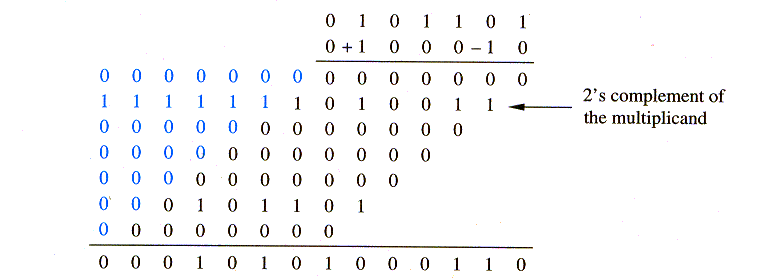 0 1 0 1 1 0 1
0 +1 0 0 0 −1 0
0 0 0 0 0 0 0 0 0 0 0 0 0 0
1 1 1 1 1 1 1 0 1 0 0 1 1
2's complement of
the multiplicand
0 0 0 0 0 0 0 0 0 0 0 0
0 0 0 0 0 0 0 0 0 0 0
0 0 0 0 0 0 0 0 0 0
0 0 0 1 0 1 1 0 1
0 0 0 0 0 0 0 0
0 0 0 1 0 1 0 1 0 0 0 1 1 0